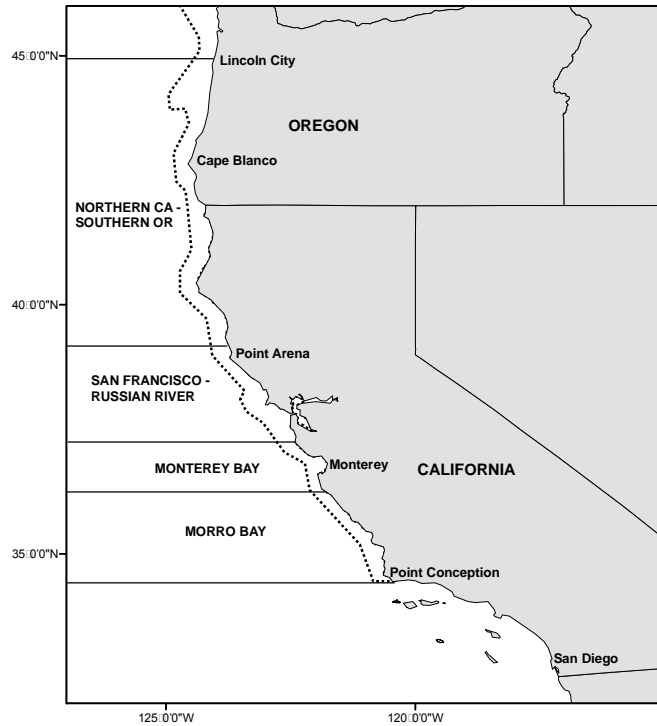 45°0'0"N
Lincoln City
OREGON
Cape Blanco
NORTHERN CA -
SOUTHERN OR
40°0'0"N
Point Arena
SAN FRANCISCO -
RUSSIAN RIVER
MONTEREY BAY
Monterey
CALIFORNIA
MORRO BAY
35°0'0"N
Point Conception
San Diego
125°0'0"W
120°0'0"W